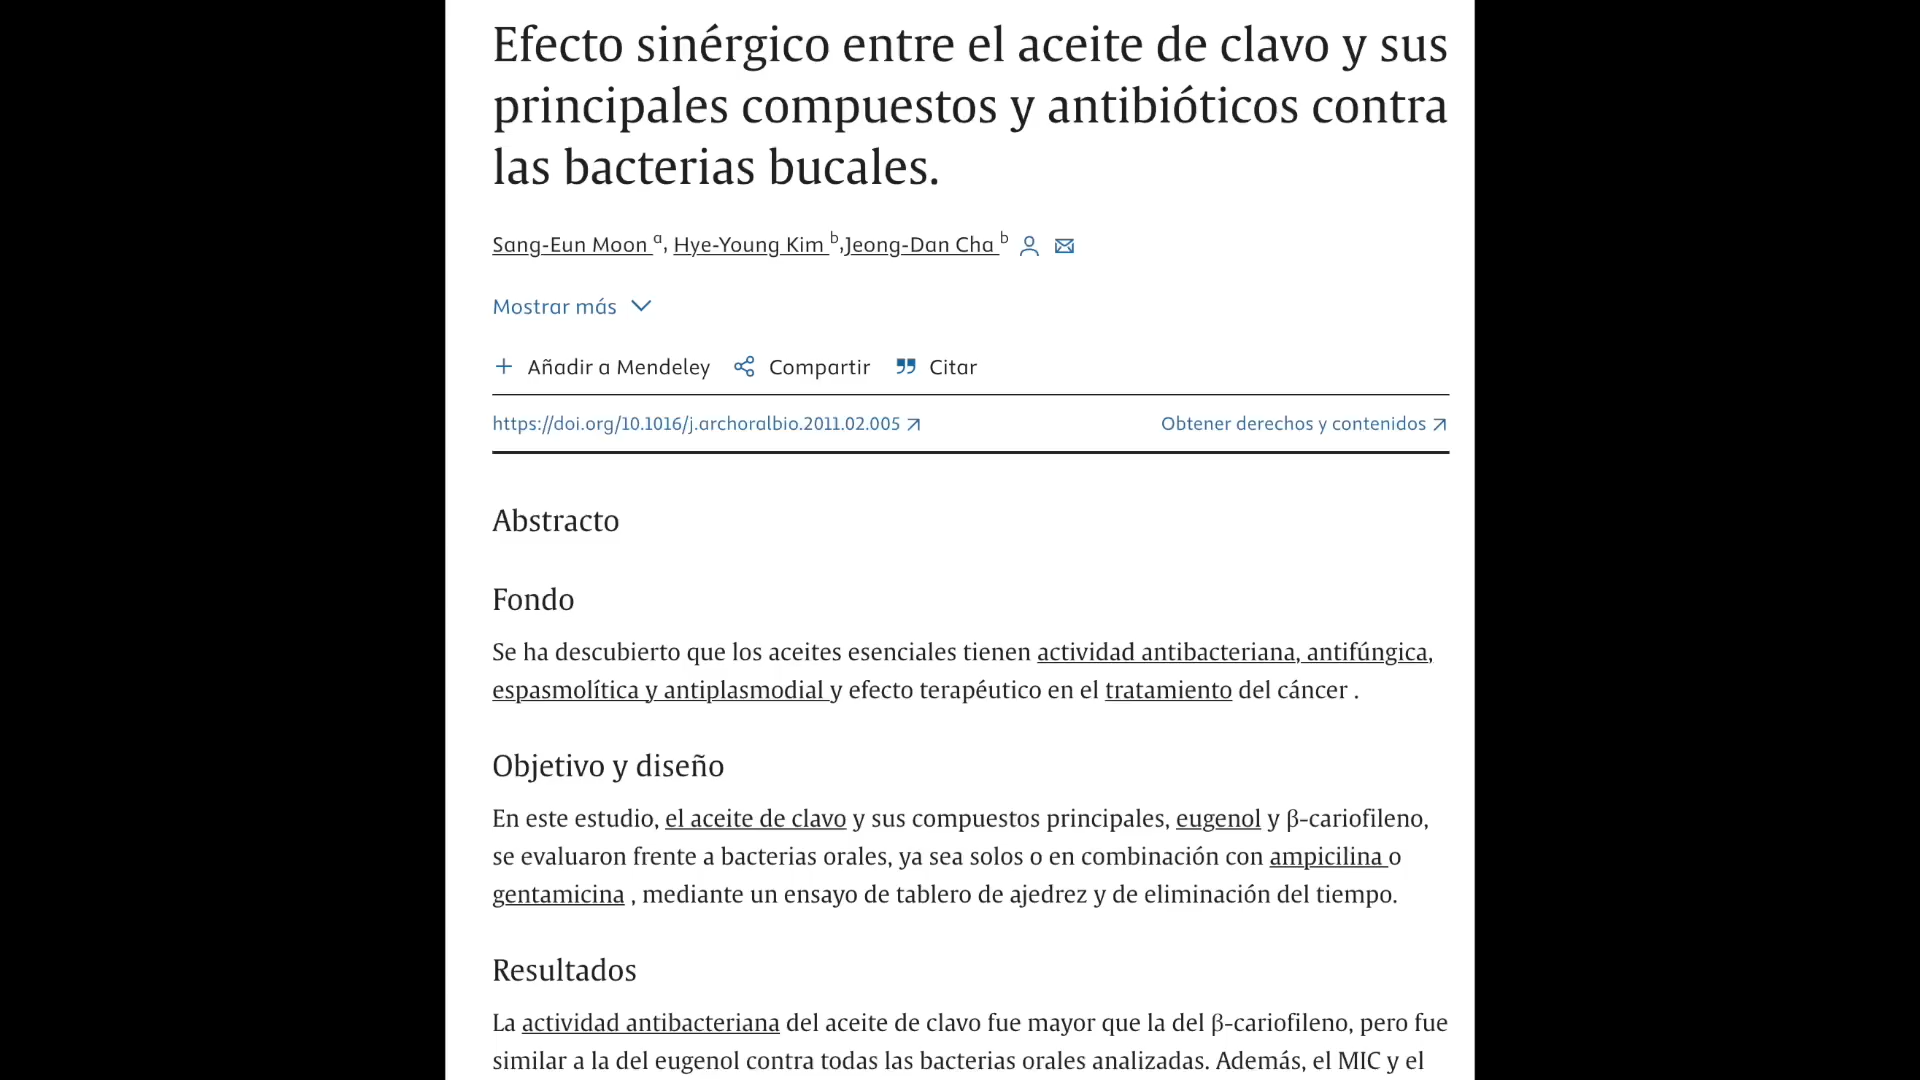 Efecto sinérgico entre el aceite de clavo y sus
principales compuestos y antibióticos contra
las bacterias bucales.
Sang-Eun Moon a, Hye-Young Kim b,Jeong-Dan Cha b
Mostrar más
+ Añadir a Mendeley Compartir Citar
https://doi.org/10.1016/j.archoralbio.2011.02.005 Obtener derechos y contenidos
Abstracto
Fondo
Se ha descubierto que los aceites esenciales tienen actividad antibacteriana, antifúngica,
espasmolítica y antiplasmodial y efecto terapéutico en el tratamiento del cáncer .
Objetivo y diseño
En este estudio, el aceite de clavo y sus compuestos principales, eugenol y β-cariofileno,
se evaluaron frente a bacterias orales, ya sea solos o en combinación con ampicilina o
gentamicina , mediante un ensayo de tablero de ajedrez y de eliminación del tiempo.
Resultados
La actividad antibacteriana del aceite de clavo fue mayor que la del β-cariofileno, pero fue
similar a la del eugenol contra todas las bacterias orales analizadas. Además, el MIC y el